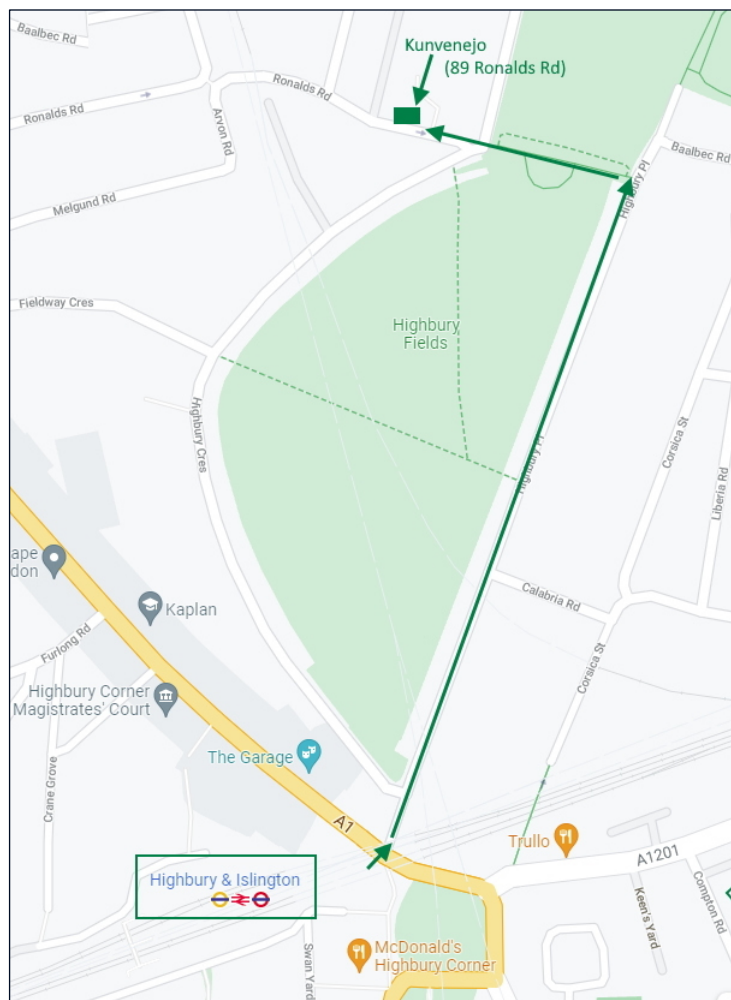 Baalbec Rd
Kunvenejo
(89 Ronalds Rd)
Ronalds Rd
Ronalds Rd
Arvon Rd
Baalbec Rd
Highbury Pl
Melgund Rd
Fieldway Cres
Highbury
Fields
Highbury Cres
Highbury Pl
Corsica St
Liberia Rd
ape
don
Kaplan
Calabria Rd
Furlong Rd
Corsica St
Highbury Corner
Magistrates' Court
The Garage
Crane Grove
A1
Trullo
A1201
Highbury & Islington
Keen's Yard
Compton Rd
Swan Yard
McDonald's
Highbury Corner